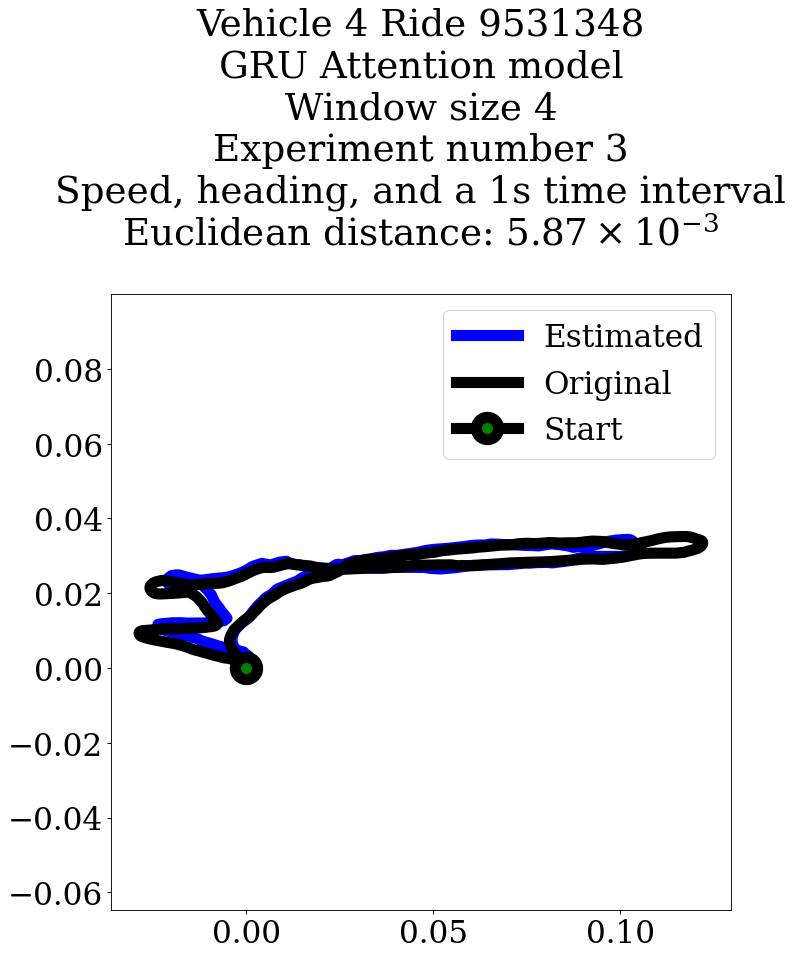 Vehicle 4 Ride 9531348
GRU Attention model
Window size 4
Experiment number 3
Speed, heading, and a 1s time interval
Euclidean distance: 5.87 × 10⁻³
Estimated
Original
Start
0.08
0.06
0.04
0.02
0.00
−0.02
−0.04
−0.06
0.00 0.05 0.10